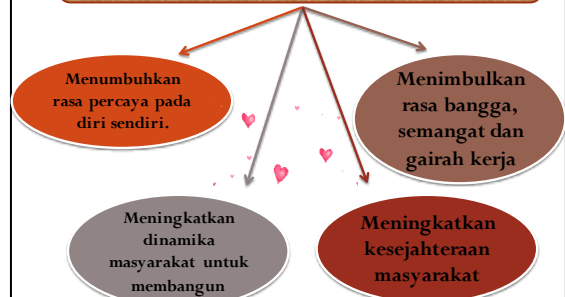 Menumbuhkan
rasa percaya pada
diri sendiri.
Menimbulkan
rasa bangga,
semangat dan
gairah kerja
Meningkatkan
dinamika
masyarakat untuk
membangun
Meningkatkan
kesejahteraan
masyarakat